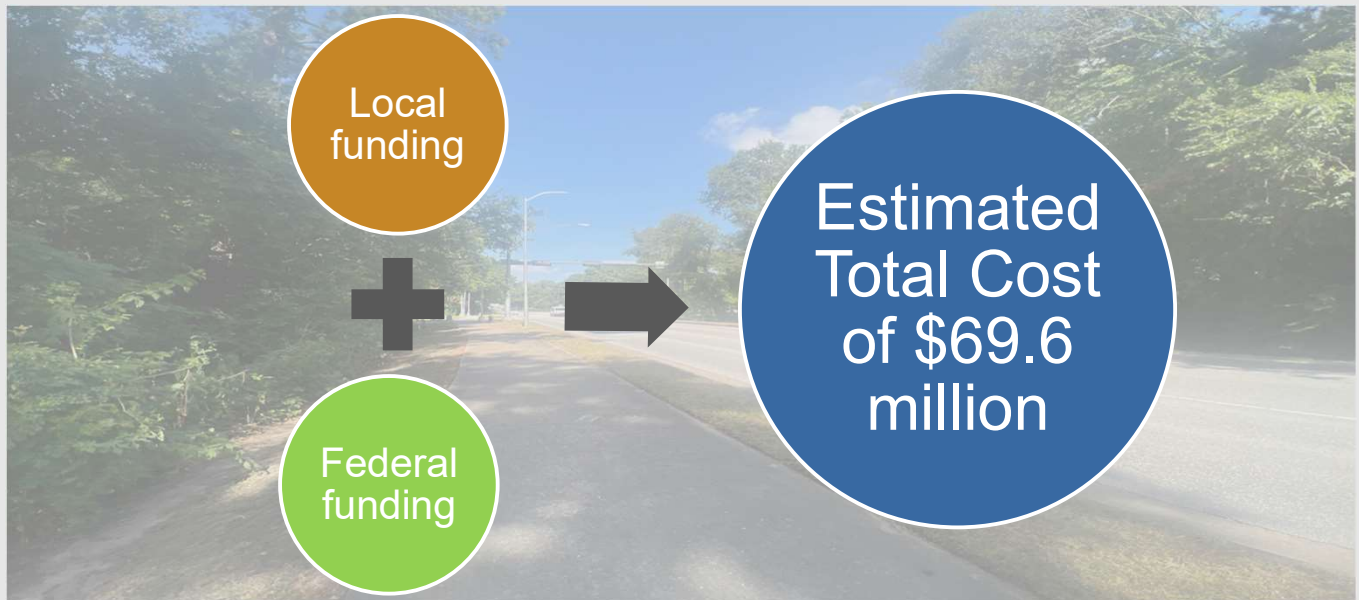 Local
funding
Federal
funding
Estimated
Total Cost
of $69.6
million